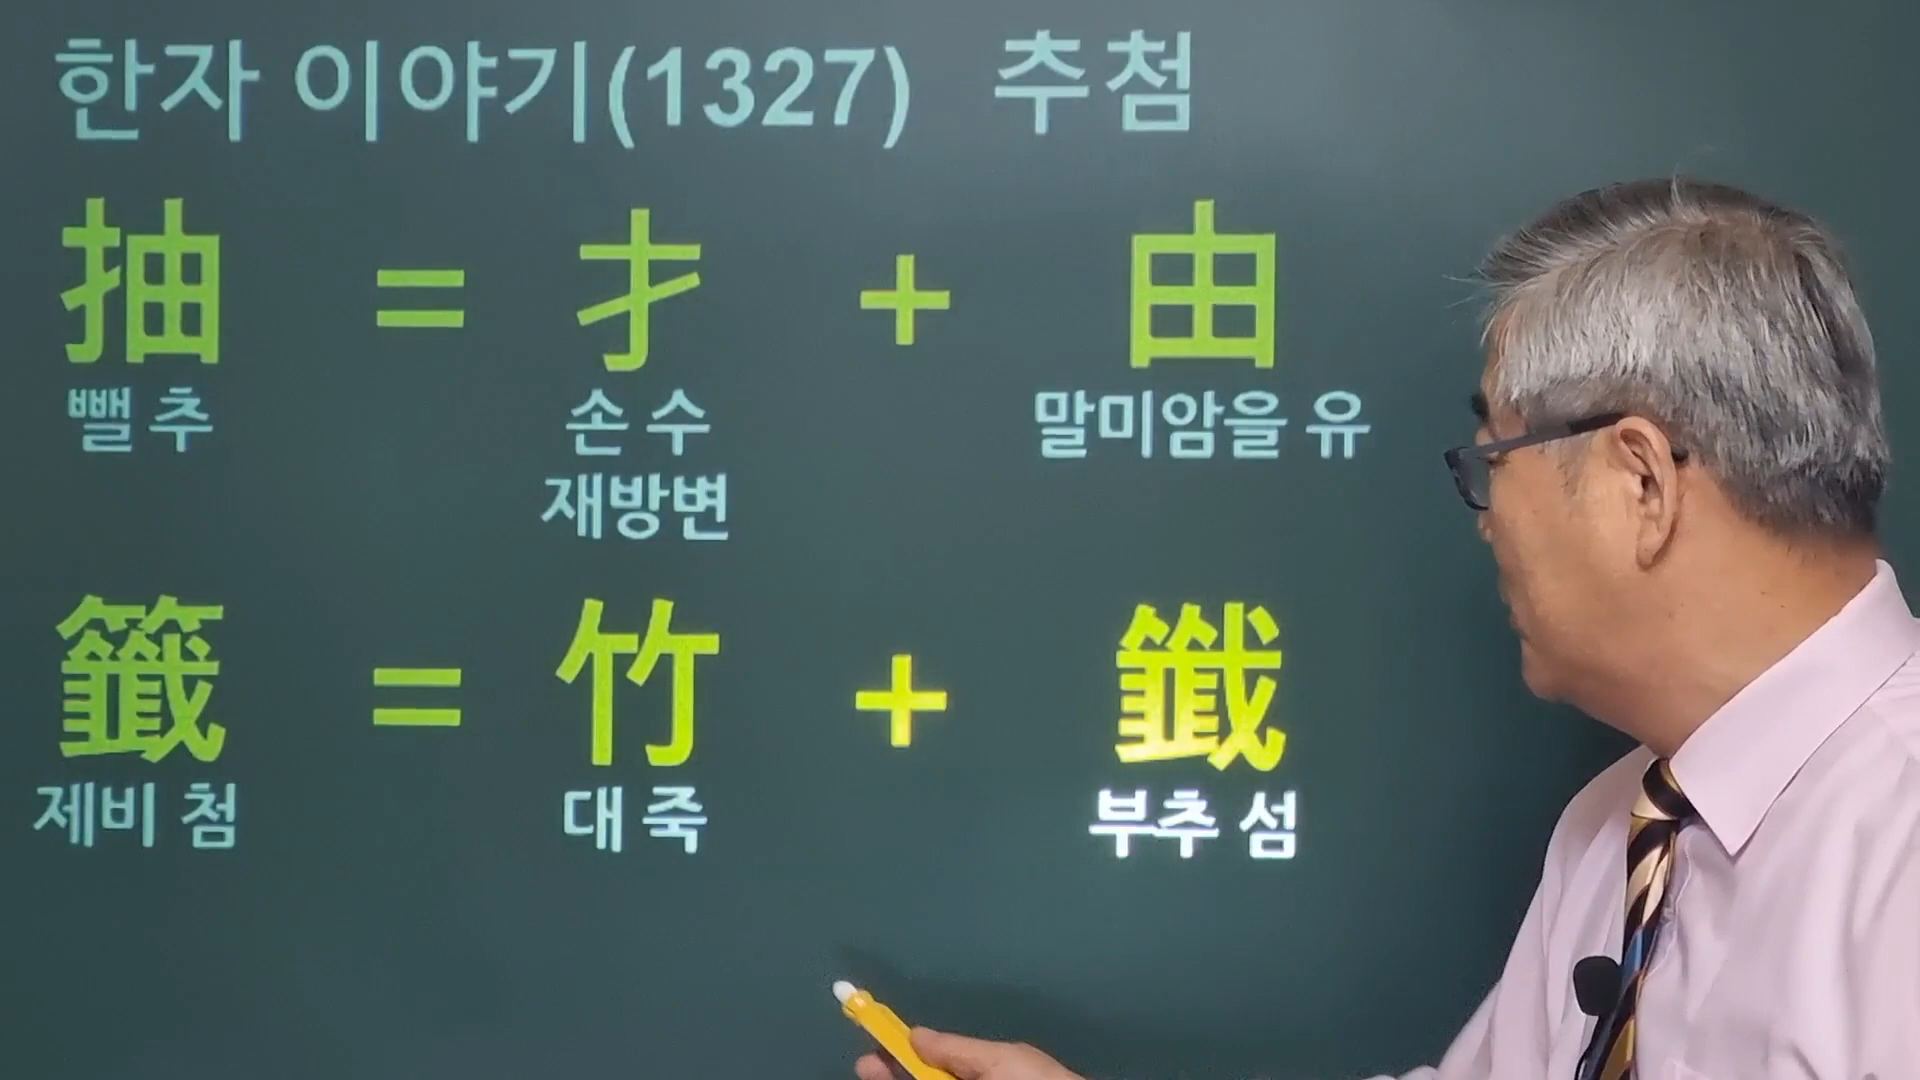 한자 이야기(1327) 추첨
抽 = 扌 + 由
뺄 추 손 수 말미암을 유
재방변
籤 = 竹 + 韱
제비 첨 대 죽 부추 섬